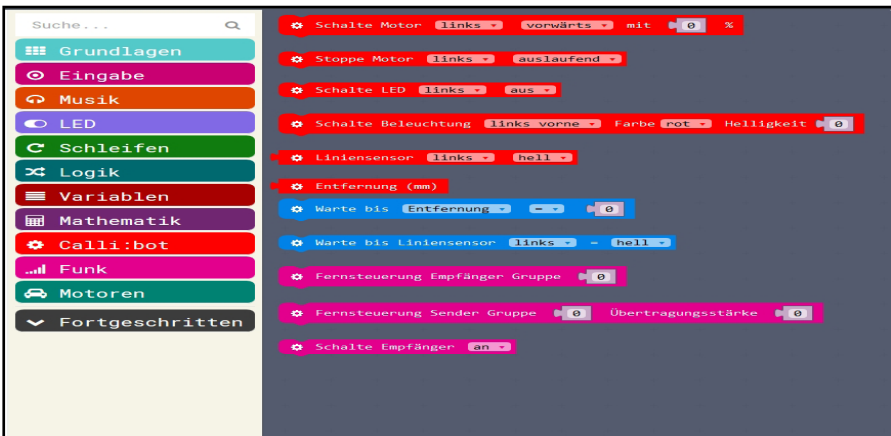 Suche...
Grundlagen
Eingabe
Musik
LED
Schleifen
Logik
Variablen
Mathematik
Calli:bot
Funk
Motoren
Fortgeschritten
Schalte Motor links vorwärts mit 0 %
Stoppe Motor links auslaufend
Schalte LED links aus
Schalte Beleuchtung links vorne Farbe rot Helligkeit 0
Liniensensor links hell
Entfernung (mm)
Warte bis Entfernung = 0
Warte bis Liniensensor links = hell
Fernsteuerung Empfänger Gruppe 0
Fernsteuerung Sender Gruppe 0 Übertragungsstärke 0
Schalte Empfänger an